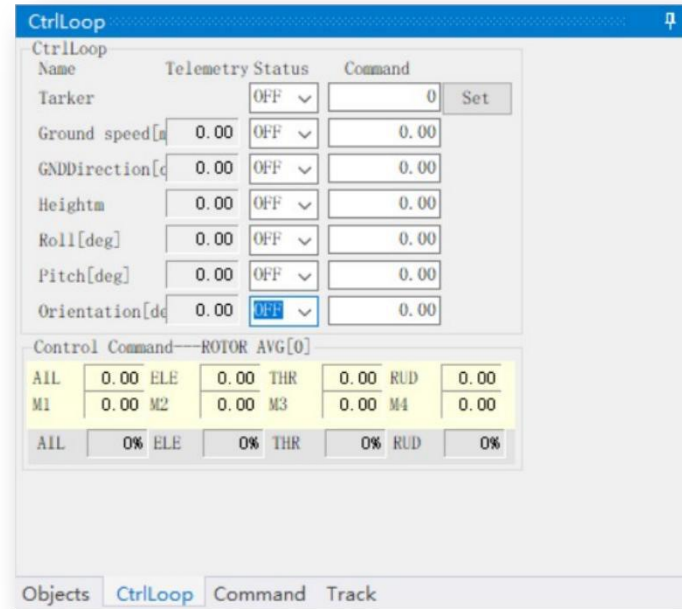 CtrlLoop
CtrlLoop
Name Telemetry Status Command
Tarker OFF 0 Set
Ground speed[m 0.00 OFF 0.00
GNDDirection[d 0.00 OFF 0.00
Heightm 0.00 OFF 0.00
Roll[deg] 0.00 OFF 0.00
Pitch[deg] 0.00 OFF 0.00
Orientation[de 0.00 OFF 0.00
Control Command---ROTOR AVG[0]
AIL 0.00 ELE 0.00 THR 0.00 RUD 0.00
M1 0.00 M2 0.00 M3 0.00 M4 0.00
AIL 0% ELE 0% THR 0% RUD 0%
Objects CtrlLoop Command Track